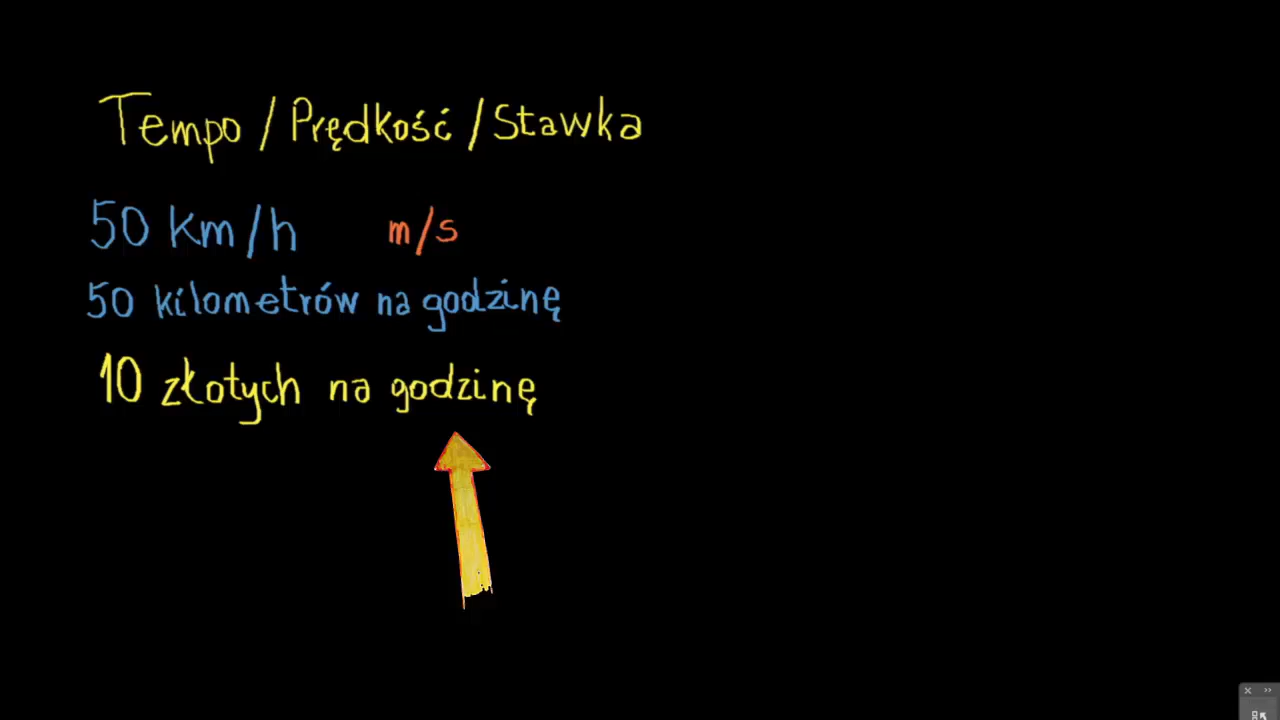 Tempo / Prędkość / Stawka
50 km/h m/s
50 kilometrów na godzinę
10 złotych na godzinę